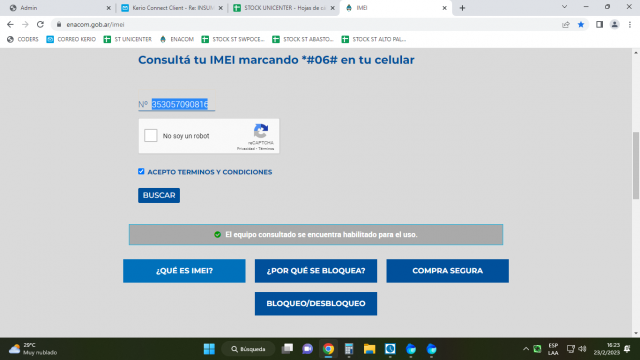 Admin
Kerio Connect Client - Re: INSUN
STOCK UNICENTER - Hojas de cá
IMEI
enacom.gob.ar/imei
CODERS
CORREO KERIO
ST UNICENTER
ENACOM
STOCK ST SWPOCE...
STOCK ST ABASTO...
STOCK ST ALTO PAL...
Consultá tu IMEI marcando *#06# en tu celular
Nº 353057090816
No soy un robot
reCAPTCHA
Privacidad - Términos
ACEPTO TERMINOS Y CONDICIONES
BUSCAR
El equipo consultado se encuentra habilitado para el uso.
¿QUÉ ES IMEI?
¿POR QUÉ SE BLOQUEA?
COMPRA SEGURA
BLOQUEO/DESBLOQUEO
29°C
Muy nublado
Búsqueda
ESP
LAA
16:23
23/2/2023